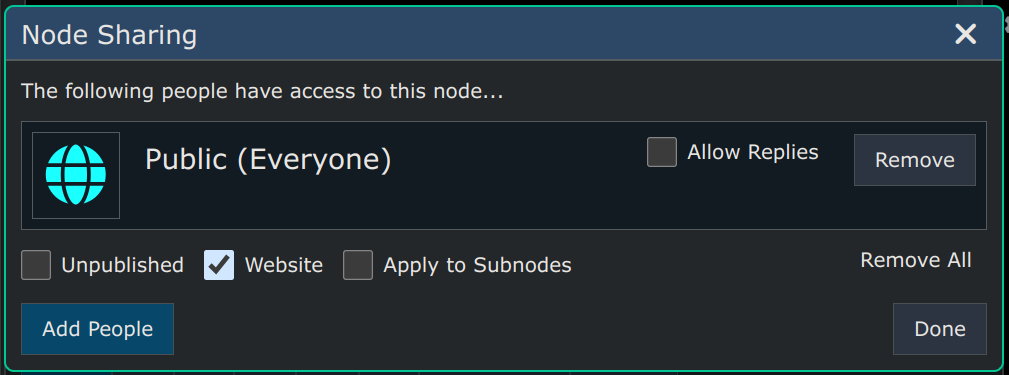 Node Sharing
The following people have access to this node...
Public (Everyone)
Allow Replies
Remove
Unpublished
Website
Apply to Subnodes
Remove All
Add People
Done